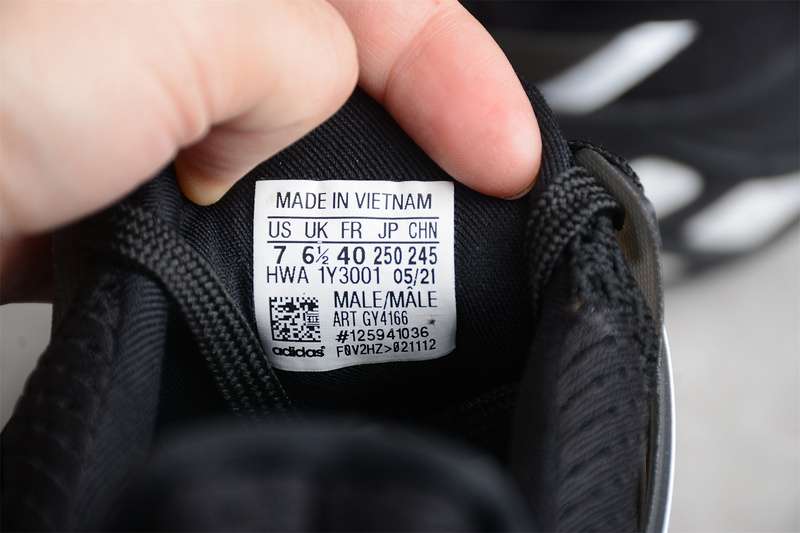 MADE IN VIETNAM
US UK FR JP CHN
7 6½ 40 250 245
HWA 1Y3001 05/21
MALE/MÂLE
ART GY4166
#125941036
adidas F0V2HZ>021112